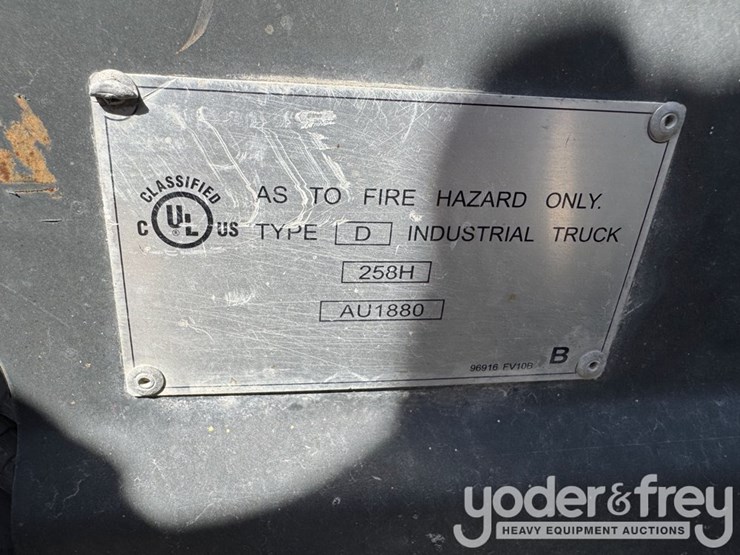 CLASSIFIED
C UL ® US
AS TO FIRE HAZARD ONLY.
TYPE D INDUSTRIAL TRUCK
258H
AU1880
96916 EV10B B
yoder&frey
HEAVY EQUIPMENT AUCTIONS